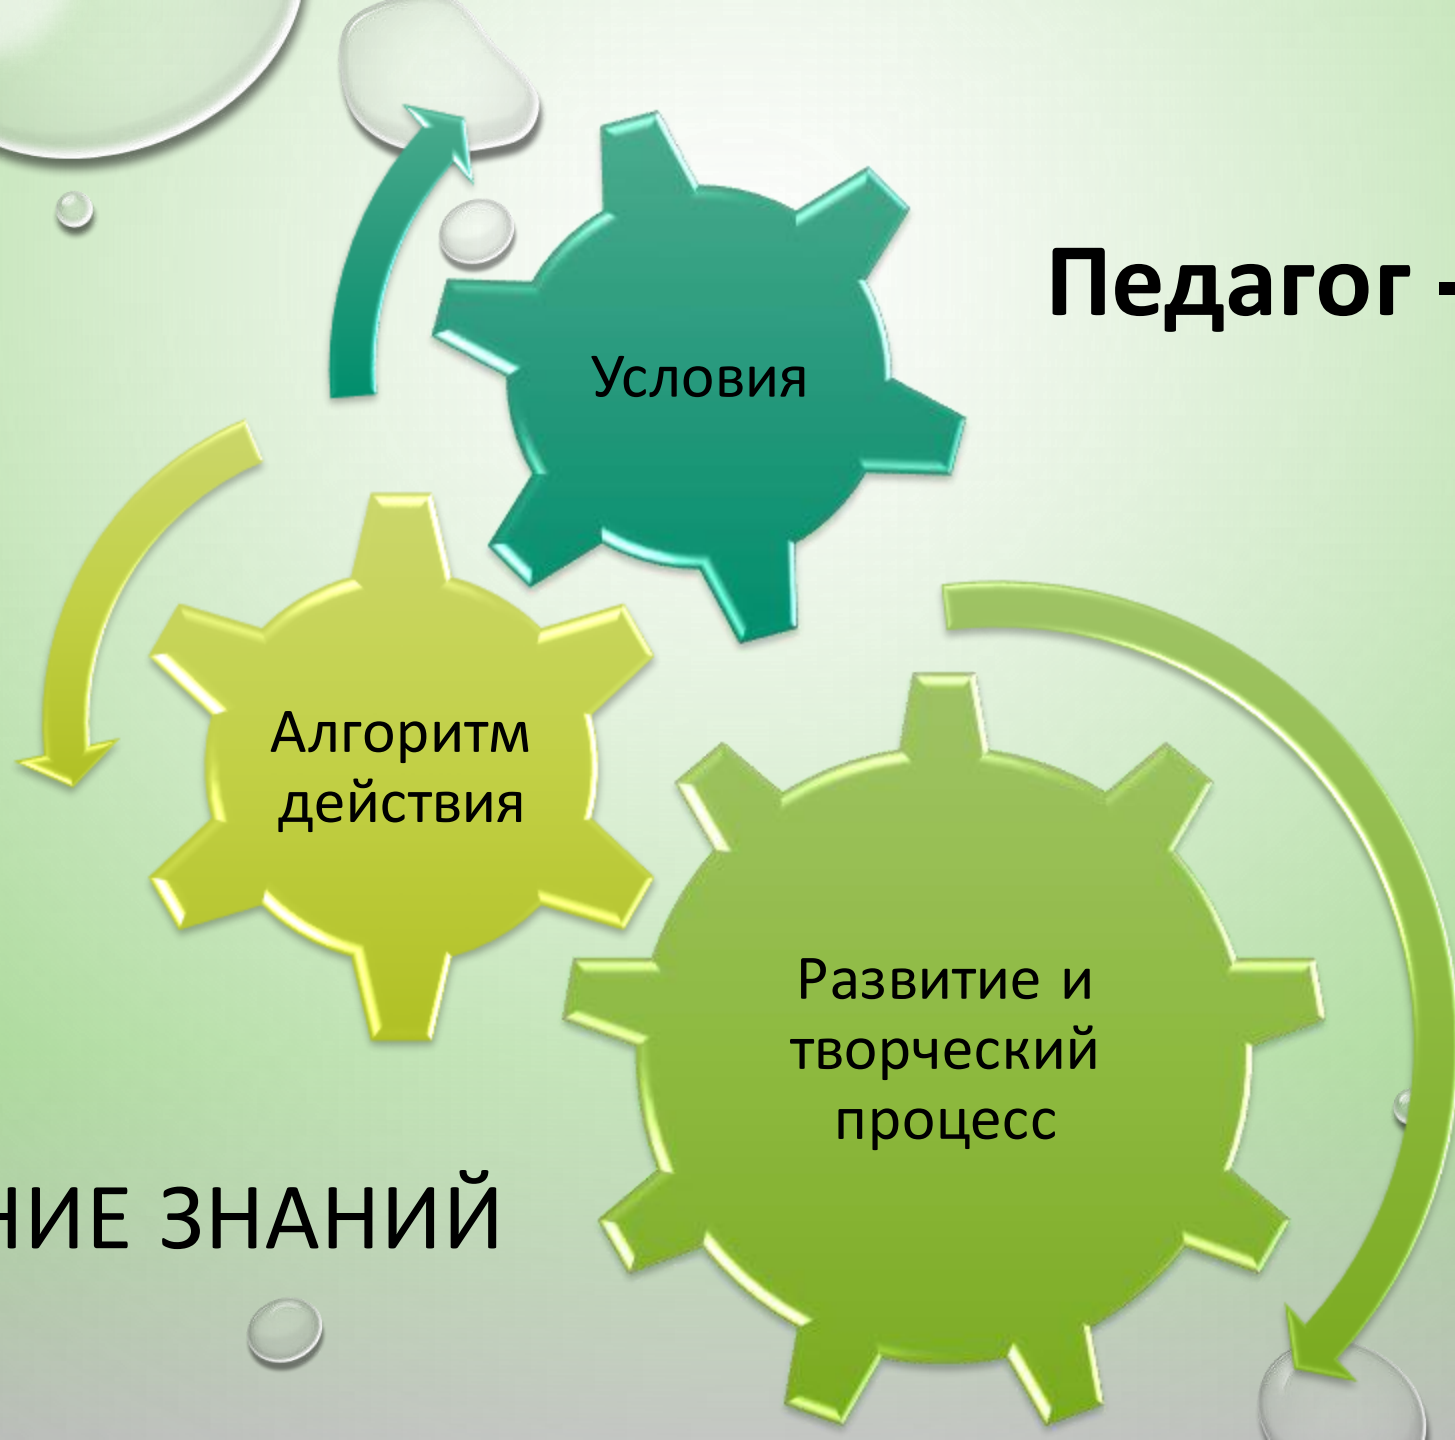 Педагог -
Условия
Алгоритм
действия
Развитие и
творческий
процесс
НИЕ ЗНАНИЙ